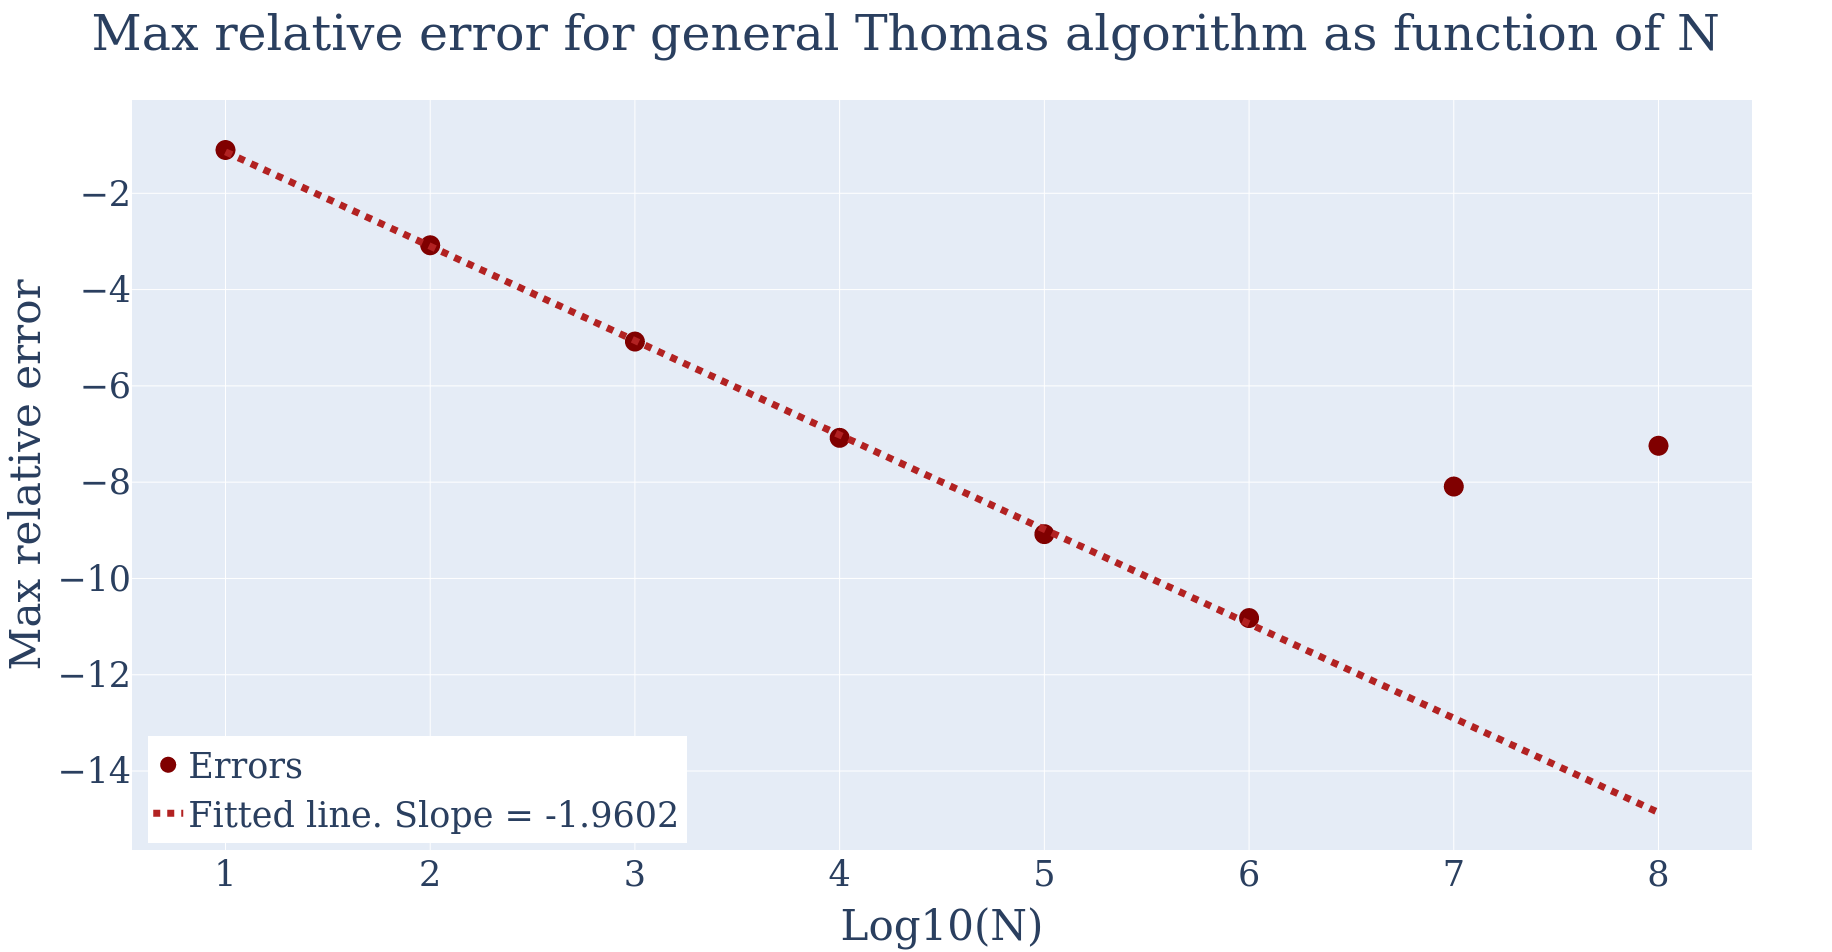 Max relative error for general Thomas algorithm as function of N
Max relative error
−2
−4
−6
−8
−10
−12
−14
Errors
Fitted line. Slope = -1.9602
1 2 3 4 5 6 7 8
Log10(N)